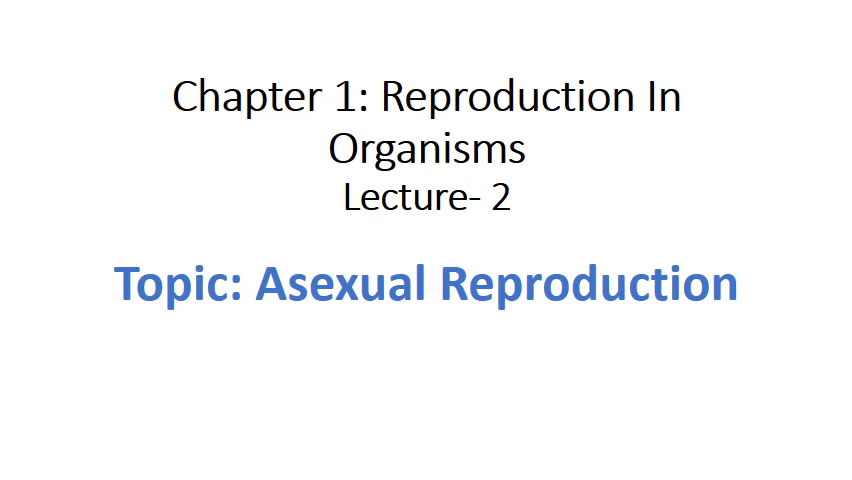 Chapter 1: Reproduction In
Organisms
Lecture- 2
Topic: Asexual Reproduction